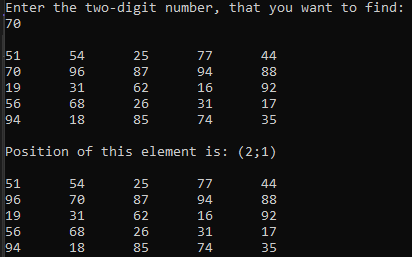 Enter the two-digit number, that you want to find:
70
51 54 25 77 44
70 96 87 94 88
19 31 62 16 92
56 68 26 31 17
94 18 85 74 35
Position of this element is: (2;1)
51 54 25 77 44
96 70 87 94 88
19 31 62 16 92
56 68 26 31 17
94 18 85 74 35